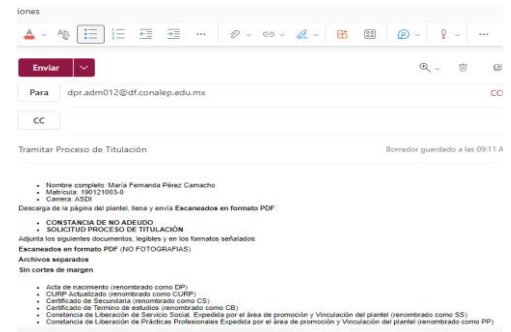 iones
Enviar
Para dpr.adm012@df.conalep.edu.mx CC
CC
Tramitar Proceso de Titulación Borrador guardado a las 09:11 A
Nombre completo: María Fernanda Pérez Camacho
Matrícula: 190121003-0
Carrera: ASDI
Descarga de la página del plantel, llena y envía Escaneados en formato PDF:
CONSTANCIA DE NO ADEUDO
SOLICITUD PROCESO DE TITULACIÓN
Adjunta los siguientes documentos, legibles y en los formatos señalados:
Escaneados en formato PDF (NO FOTOGRAFIAS)
Archivos separados
Sin cortes de margen
Acta de nacimiento (renombrado como DP)
CURP Actualizado (renombrado como CURP)
Certificado de Secundaria (renombrado como CS)
Certificado de Termino de estudios (renombrado como CB)
Constancia de Liberación de Servicio Social, Expedida por el área de promoción y Vinculación del plantel (renombrado como SS)
Constancia de Liberación de Prácticas Profesionales Expedida por el área de promoción y Vinculación del plantel (renombrado como PP)